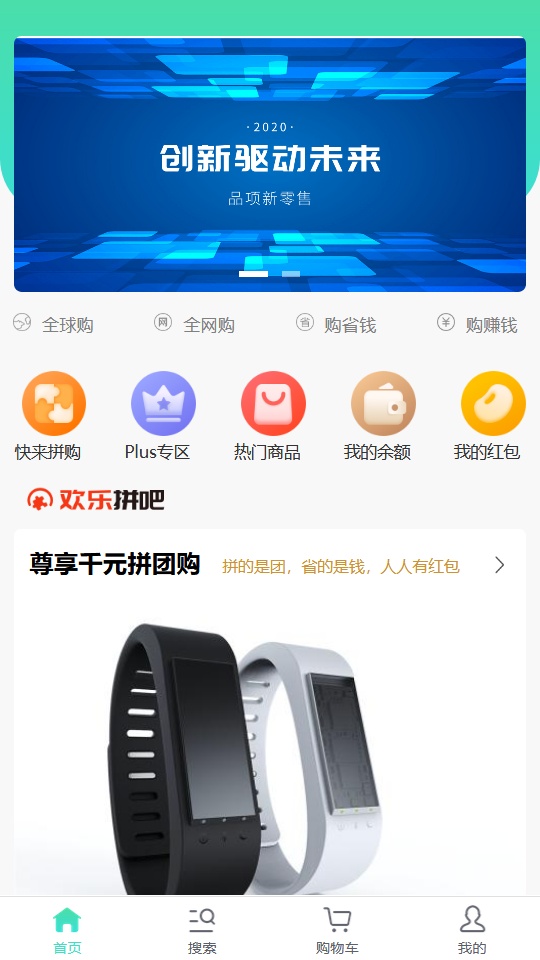 ·2020·
创新驱动未来
品项新零售
全球购 网 全网购 省 购省钱 ¥ 购赚钱
快来拼购 Plus专区 热门商品 我的余额 我的红包
欢乐拼吧
尊享千元拼团购 拼的是团，省的是钱，人人有红包
首页 搜索 购物车 我的